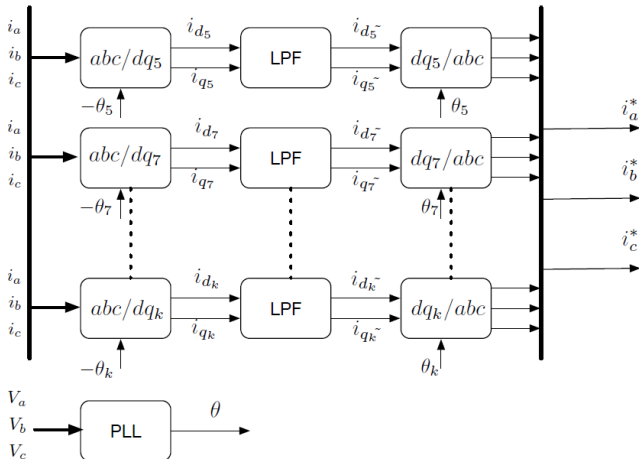 i_a
i_b
i_c
abc/dq_5
−θ_5
i_{d_5}
i_{q_5}
LPF
i_{d_5}~
i_{q_5}~
dq_5/abc
θ_5
i_a
i_b
i_c
abc/dq_7
−θ_7
i_{d_7}
i_{q_7}
LPF
i_{d_7}~
i_{q_7}~
dq_7/abc
θ_7
i_a
i_b
i_c
abc/dq_k
−θ_k
i_{d_k}
i_{q_k}
LPF
i_{d_k}~
i_{q_k}~
dq_k/abc
θ_k
i_a^*
i_b^*
i_c^*
V_a
V_b
V_c
PLL
θ